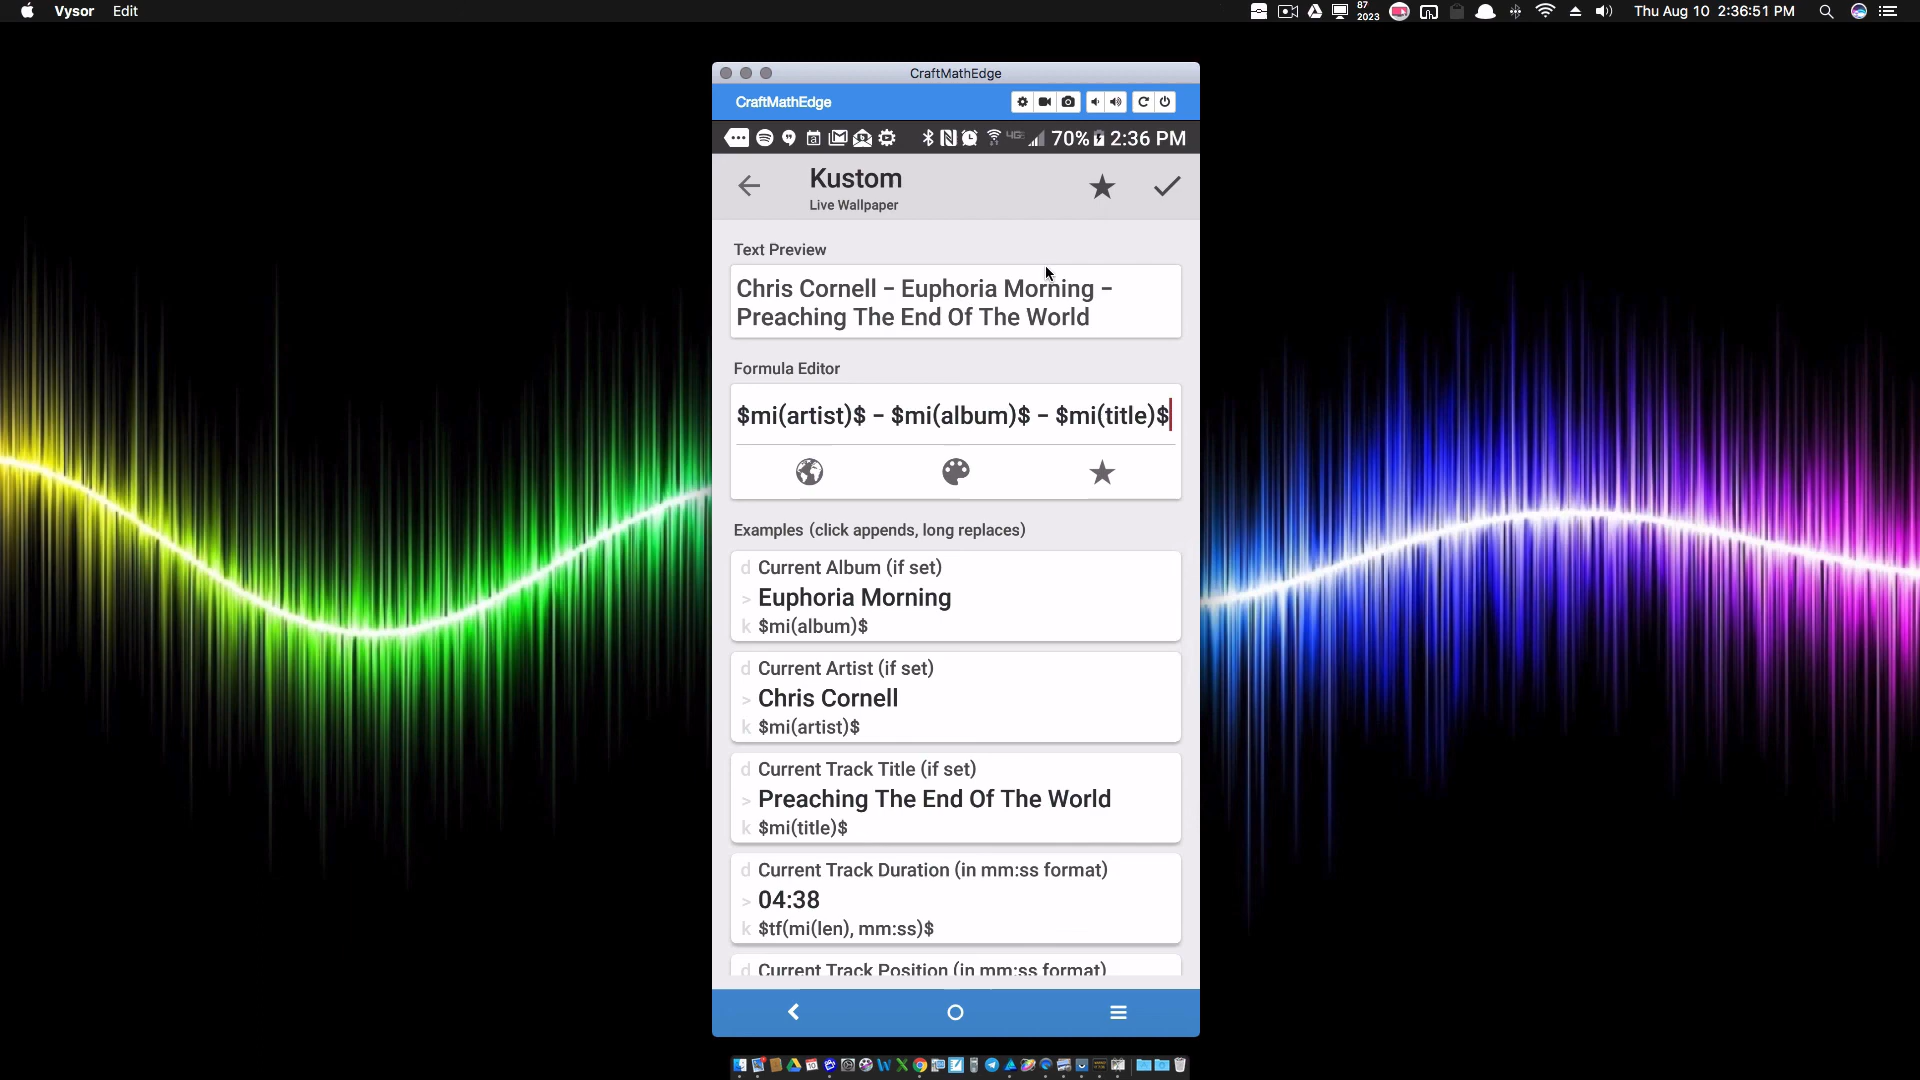 Vysor Edit
87
2023
Thu Aug 10 2:36:51 PM
CraftMathEdge
CraftMathEdge
4G 70% 2:36 PM
Kustom
Live Wallpaper
Text Preview
Chris Cornell - Euphoria Morning -
Preaching The End Of The World
Formula Editor
$mi(artist)$ - $mi(album)$ - $mi(title)$
Examples (click appends, long replaces)
d Current Album (if set)
> Euphoria Morning
k $mi(album)$
d Current Artist (if set)
> Chris Cornell
k $mi(artist)$
d Current Track Title (if set)
> Preaching The End Of The World
k $mi(title)$
d Current Track Duration (in mm:ss format)
> 04:38
k $tf(mi(len), mm:ss)$
d Current Track Position (in mm:ss format)